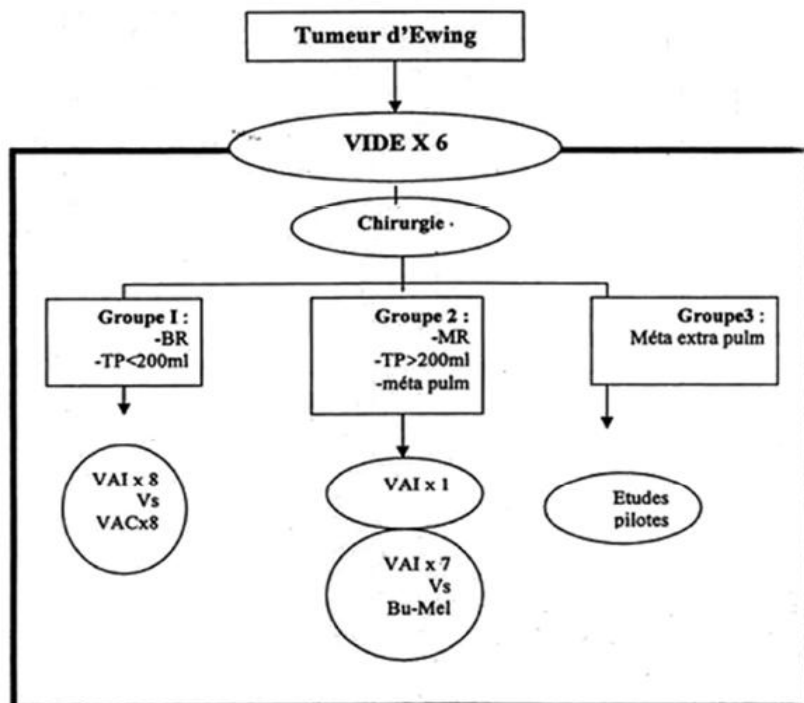 Tumeur d'Ewing
VIDE X 6
Chirurgie
Groupe I :
-BR
-TP<200ml
Groupe 2 :
-MR
-TP>200ml
-méta pulm
Groupe3 :
Méta extra pulm
VAI x 8
Vs
VACx8
VAI x 1
VAI x 7
Vs
Bu-Mel
Etudes
pilotes